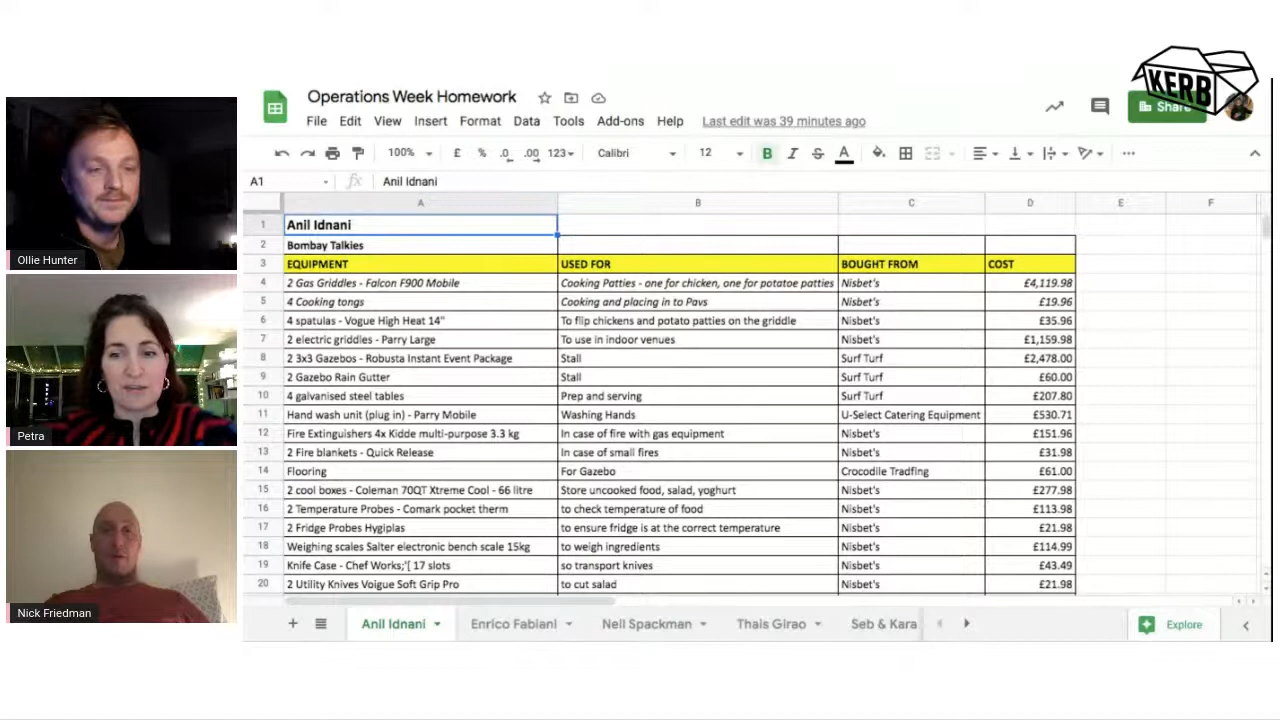 KERB
Operations Week Homework
Share
File Edit View Insert Format Data Tools Add-ons Help Last edit was 39 minutes ago
100% £ % .0 .00 123 Calibri 12 B I S A
A1 fx Anil Idnani
A B C D E F
1 Anil Idnani
2 Bombay Talkies
3 EQUIPMENT USED FOR BOUGHT FROM COST
4 2 Gas Griddles - Falcon F900 Mobile Cooking Patties - one for chicken, one for potatoe patties Nisbet's £4,119.98
5 4 Cooking tongs Cooking and placing in to Pavs Nisbet's £19.96
6 4 spatulas - Vogue High Heat 14" To flip chickens and potato patties on the griddle Nisbet's £35.96
7 2 electric griddles - Parry Large To use in indoor venues Nisbet's £1,159.98
8 2 3x3 Gazebos - Robusta Instant Event Package Stall Surf Turf £2,478.00
9 2 Gazebo Rain Gutter Stall Surf Turf £60.00
10 4 galvanised steel tables Prep and serving Surf Turf £207.80
11 Hand wash unit (plug in) - Parry Mobile Washing Hands U-Select Catering Equipment £530.71
12 Fire Extinguishers 4x Kidde multi-purpose 3.3 kg In case of fire with gas equipment Nisbet's £151.96
13 2 Fire blankets - Quick Release In case of small fires Nisbet's £31.98
14 Flooring For Gazebo Crocodile Tradfing £61.00
15 2 cool boxes - Coleman 70QT Xtreme Cool - 66 litre Store uncooked food, salad, yoghurt Nisbet's £277.98
16 2 Temperature Probes - Comark pocket therm to check temperature of food Nisbet's £113.98
17 2 Fridge Probes Hygiplas to ensure fridge is at the correct temperature Nisbet's £21.98
18 Weighing scales Salter electronic bench scale 15kg to weigh ingredients Nisbet's £114.99
19 Knife Case - Chef Works;'[ 17 slots so transport knives Nisbet's £43.49
20 2 Utility Knives Voigue Soft Grip Pro to cut salad Nisbet's £21.98
Anil Idnani Enrico Fabiani Neil Spackman Thais Girao Seb & Kara Explore
Ollie Hunter
Petra
Nick Friedman